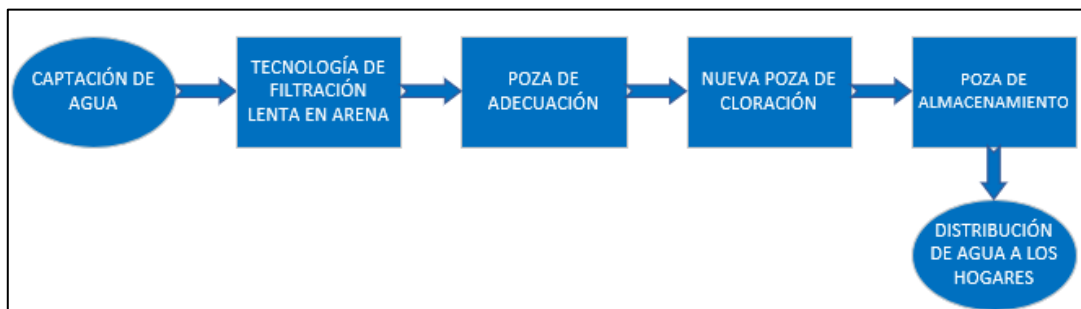 CAPTACIÓN DE
AGUA
TECNOLOGÍA DE
FILTRACIÓN
LENTA EN ARENA
POZA DE
ADECUACIÓN
NUEVA POZA DE
CLORACIÓN
POZA DE
ALMACENAMIENTO
DISTRIBUCIÓN
DE AGUA A LOS
HOGARES